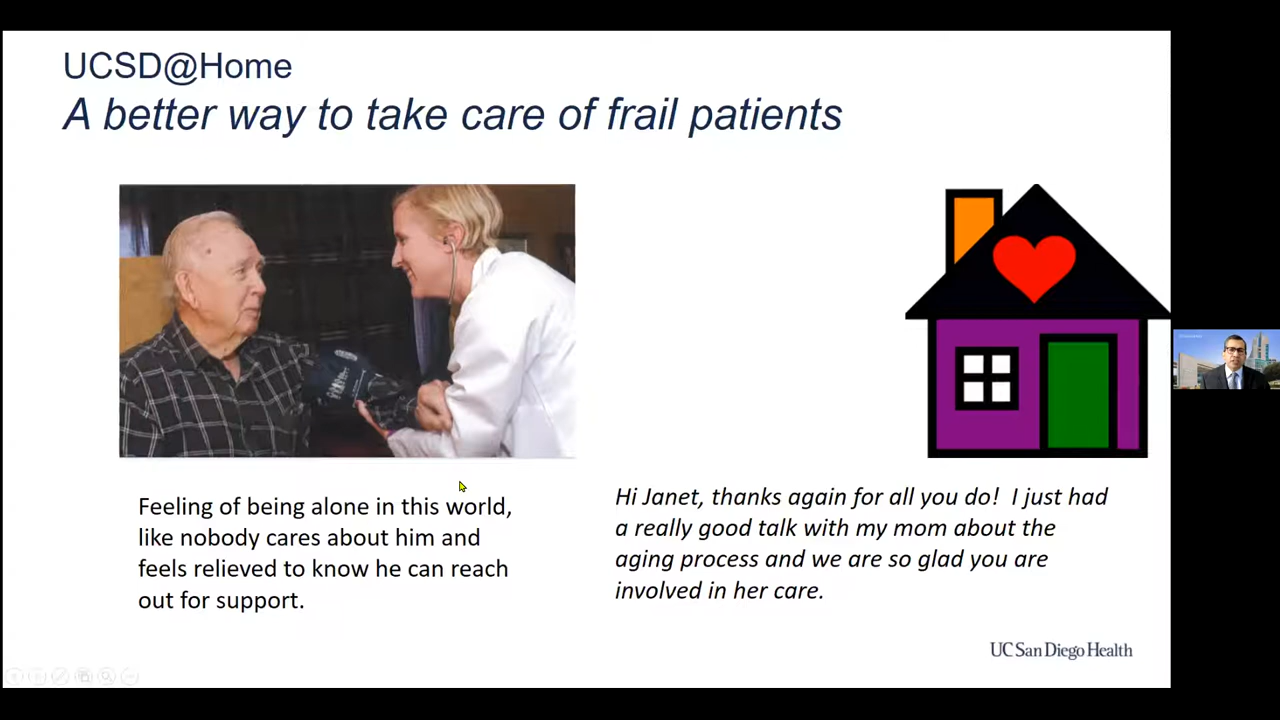 UCSD@Home
A better way to take care of frail patients
Feeling of being alone in this world,
like nobody cares about him and
feels relieved to know he can reach
out for support.
Hi Janet, thanks again for all you do!  I just had
a really good talk with my mom about the
aging process and we are so glad you are
involved in her care.
UC San Diego Health